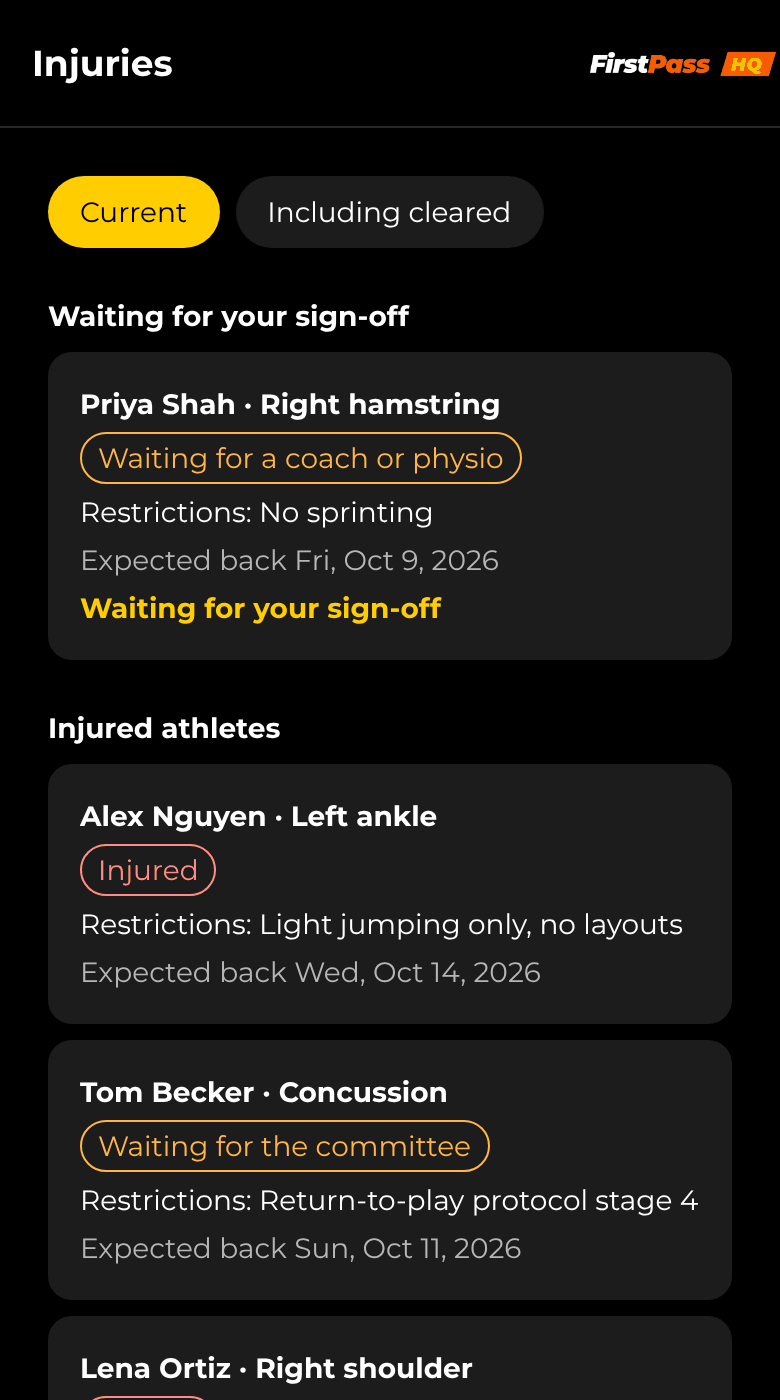 Injuries
FirstPass HQ
Current
Including cleared
Waiting for your sign-off
Priya Shah · Right hamstring
Waiting for a coach or physio
Restrictions: No sprinting
Expected back Fri, Oct 9, 2026
Waiting for your sign-off
Injured athletes
Alex Nguyen · Left ankle
Injured
Restrictions: Light jumping only, no layouts
Expected back Wed, Oct 14, 2026
Tom Becker · Concussion
Waiting for the committee
Restrictions: Return-to-play protocol stage 4
Expected back Sun, Oct 11, 2026
Lena Ortiz · Right shoulder